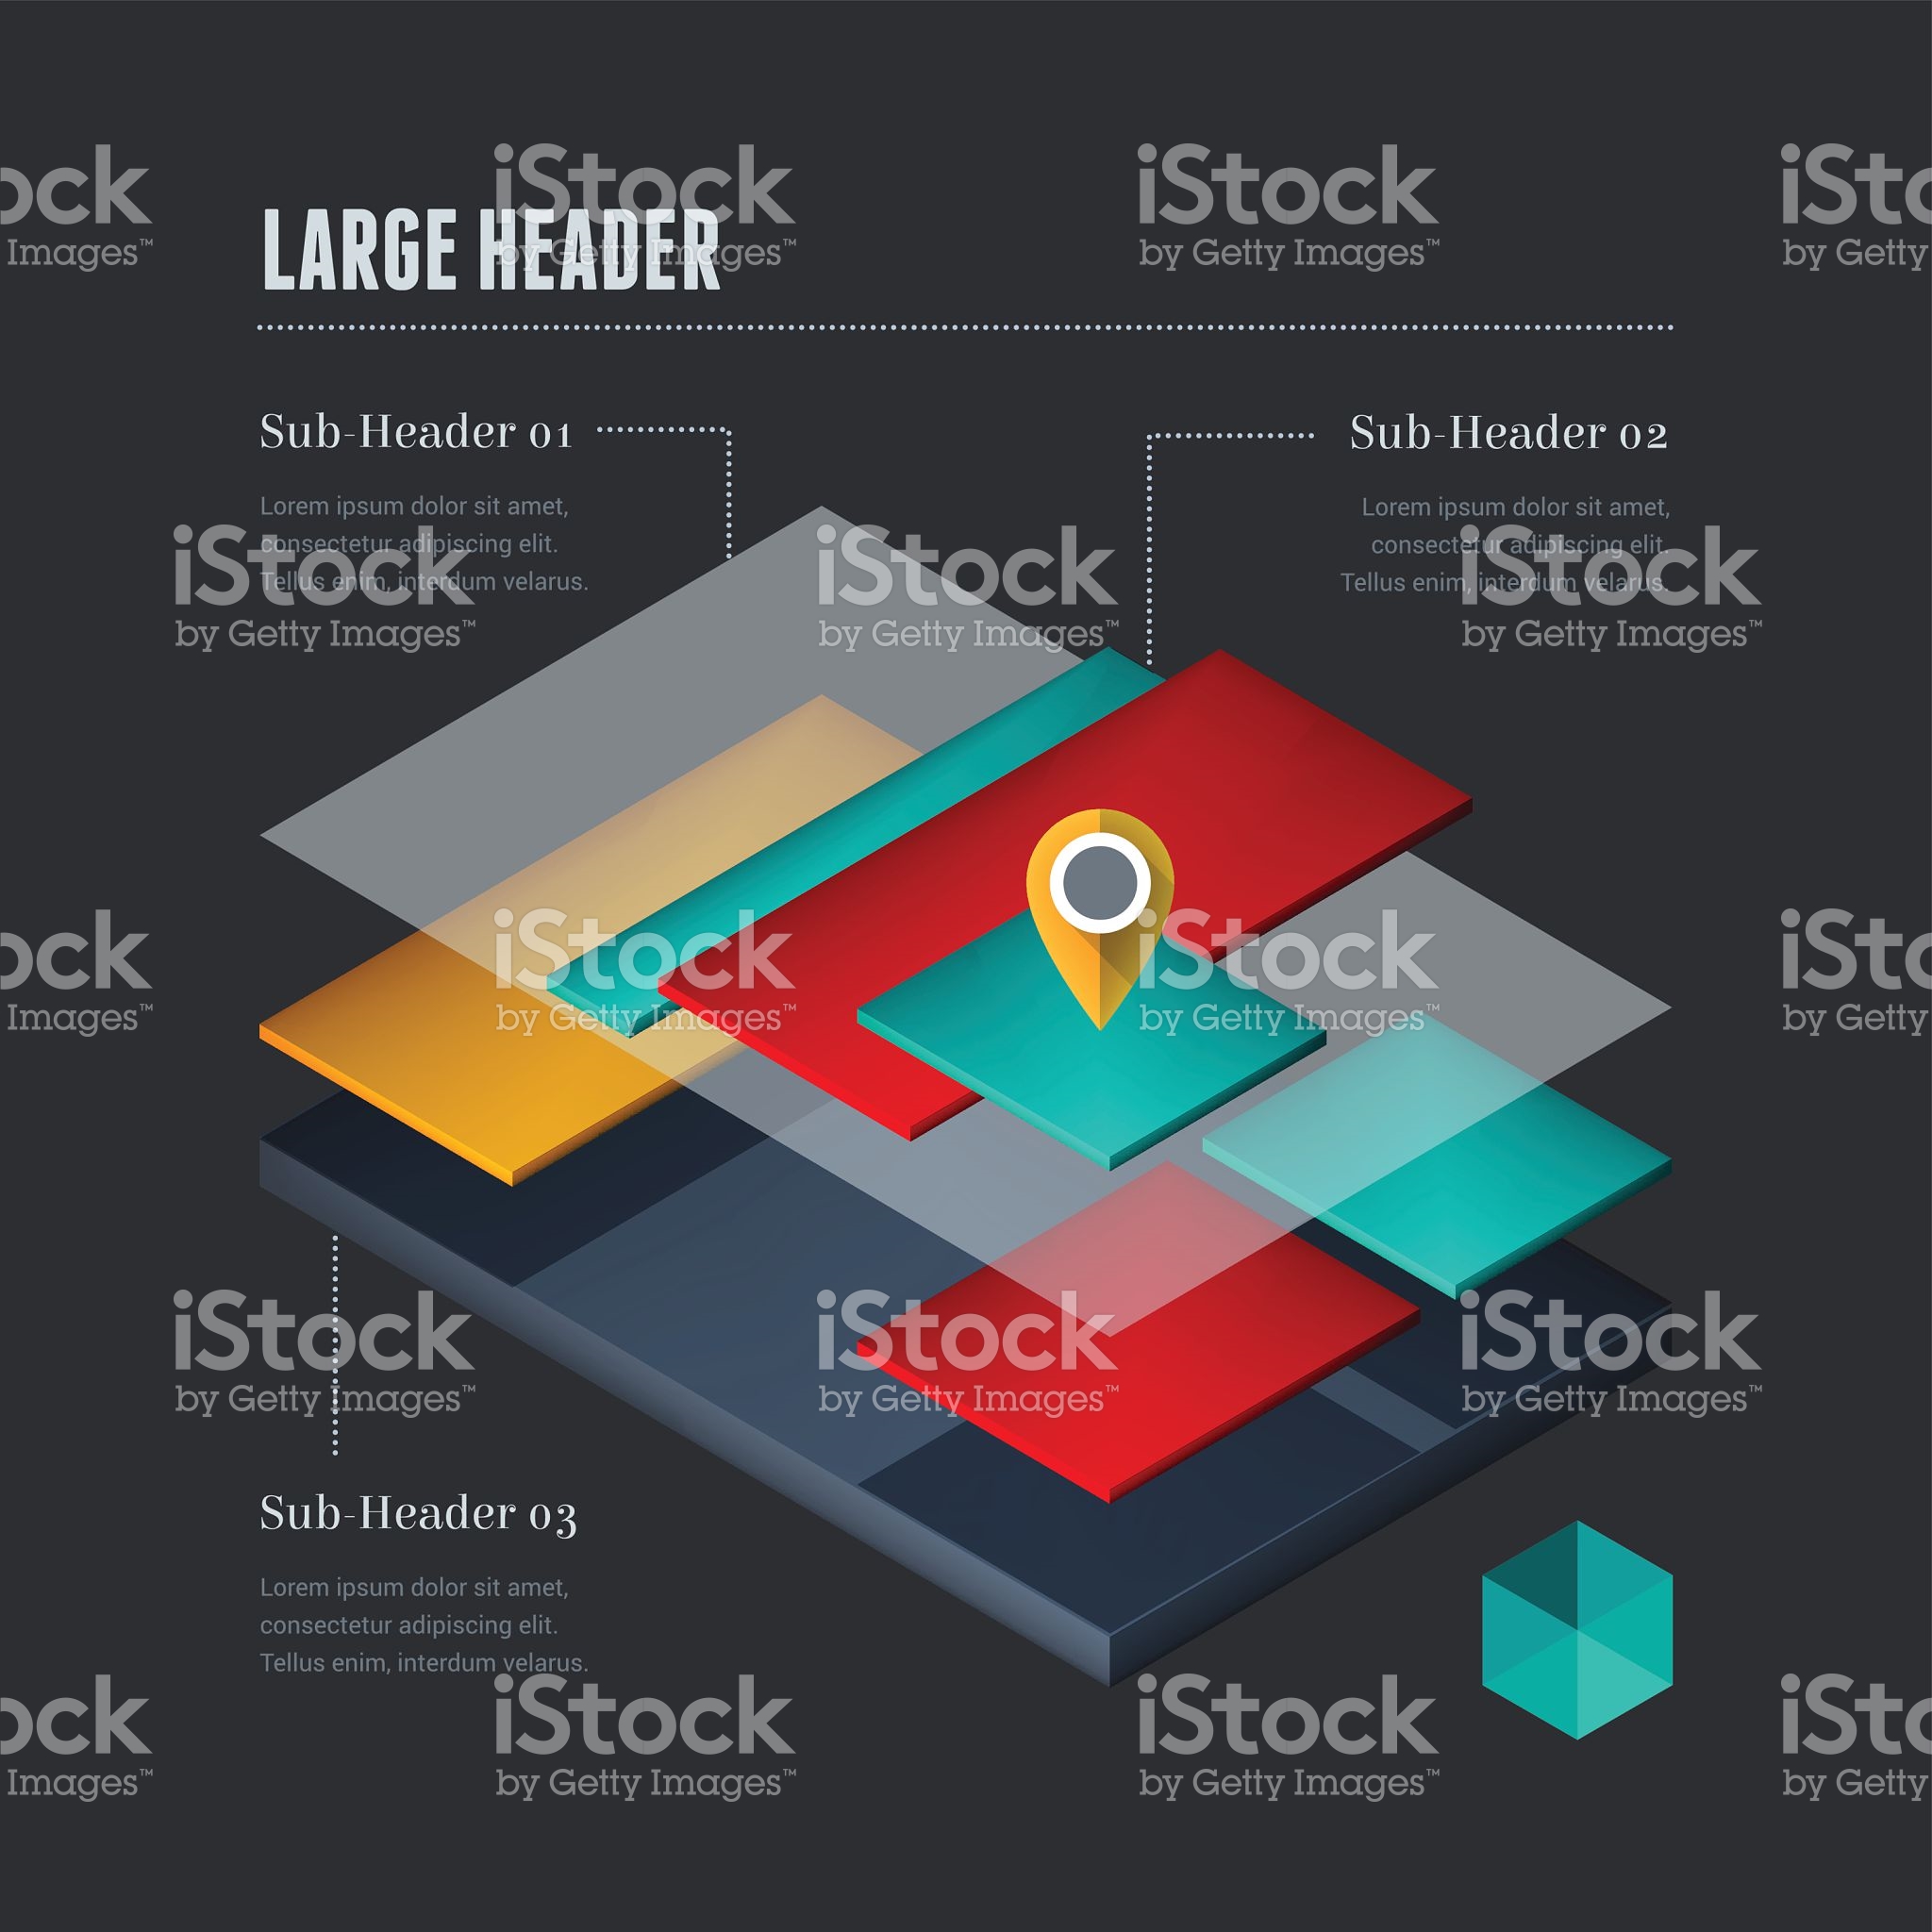 iStock
by Getty Images™
LARGE HEADER
Sub-Header 01
Lorem ipsum dolor sit amet,
consectetur adipiscing elit.
Tellus enim, interdum velarus.
Sub-Header 02
Lorem ipsum dolor sit amet,
consectetur adipiscing elit.
Tellus enim, interdum velarus.
Sub-Header 03
Lorem ipsum dolor sit amet,
consectetur adipiscing elit.
Tellus enim, interdum velarus.